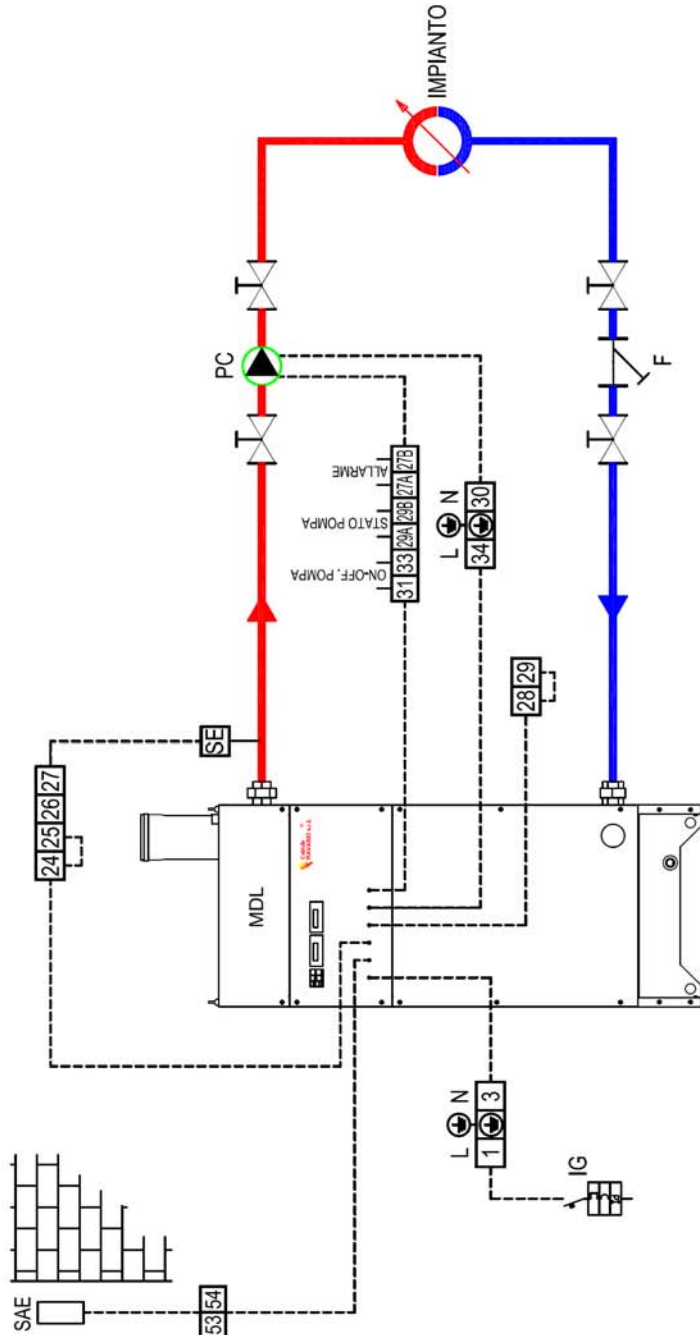 IMPIANTO
PC
F
ALLARME
STATO POMPA
ON-OFF. POMPA
31 33 29A 29B 27A 27B
L N
34 30
28 29
SE
24 25 26 27
MDL
L N
1 3
IG
SAE
53 54